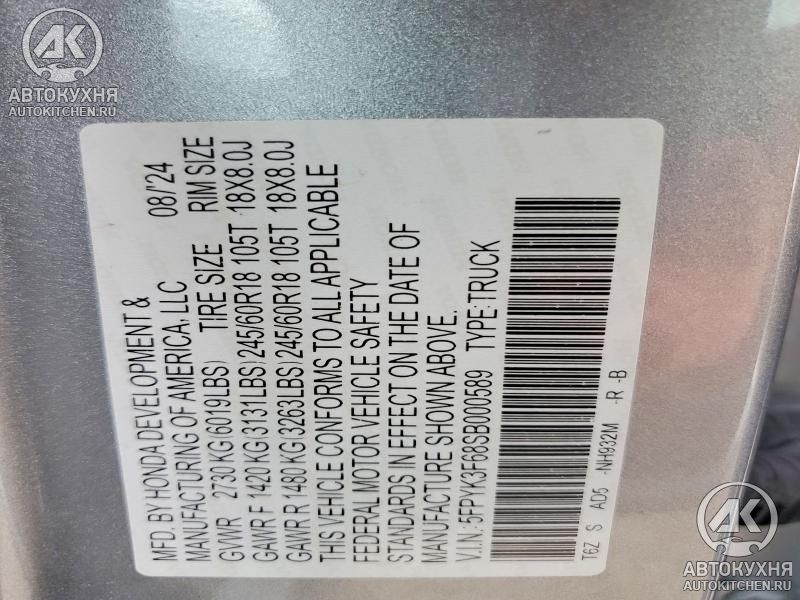 AK
АВТОКУХНЯ
AUTOKITCHEN.RU
MFD. BY HONDA DEVELOPMENT &
MANUFACTURING OF AMERICA, LLC 08/'24
GVWR 2730 KG(6019LBS) TIRE SIZE RIM SIZE
GAWR F 1420 KG(3131LBS)245/60R18 105T 18X8.0J
GAWR R 1480 KG(3263LBS)245/60R18 105T 18X8.0J
THIS VEHICLE CONFORMS TO ALL APPLICABLE
FEDERAL MOTOR VEHICLE SAFETY
STANDARDS IN EFFECT ON THE DATE OF
MANUFACTURE SHOWN ABOVE.
V.I.N: 5FPYK3F68SB000589 TYPE:TRUCK
T6Z S AD5 -NH932M -R -B
AK
АВТОКУХНЯ
AUTOKITCHEN.RU